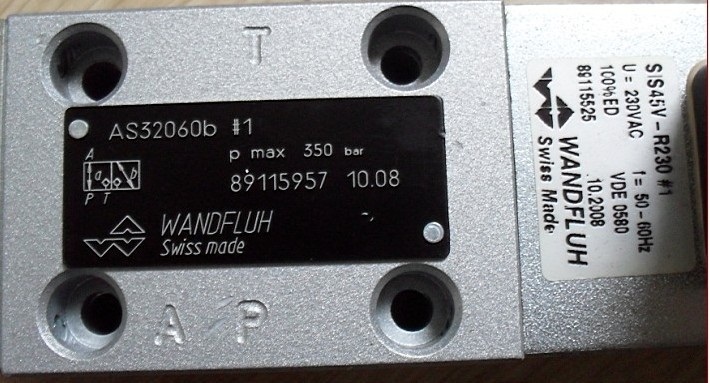 T
AS32060b #1
p max 350 bar
A
a b
P T
89115957 10.08
WANDFLUH
Swiss made
A P
SIS45V-R230 #1
U = 230VAC f= 50-60Hz
100%ED VDE 0580
89115525 10.2008
WANDFLUH
Swiss Made